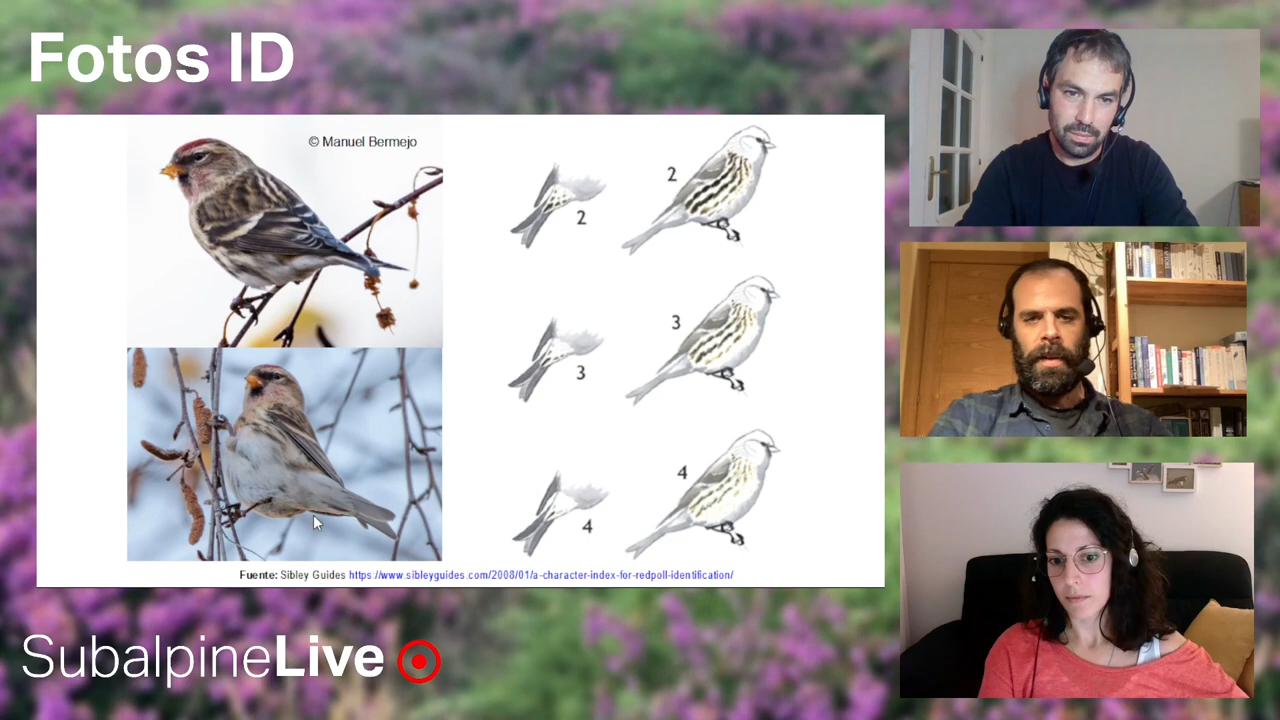 Fotos ID
© Manuel Bermejo
2
2
3
3
4
4
Fuente: Sibley Guides https://www.sibleyguides.com/2008/01/a-character-index-for-redpoll-identification/
SubalpineLive